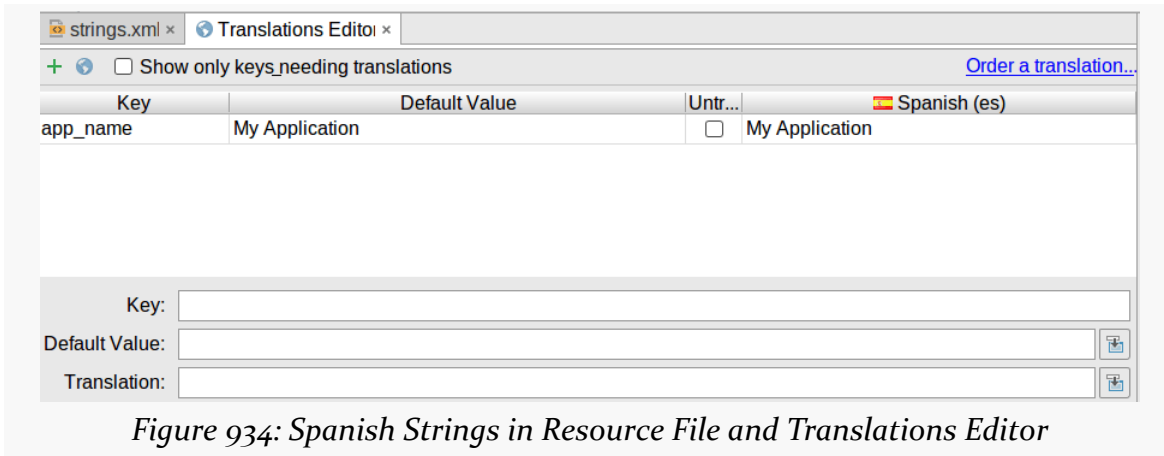 strings.xml × Translations Editor ×
Show only keys needing translations Order a translation...
Key Default Value Untr... Spanish (es)
app_name My Application My Application
Key:
Default Value:
Translation:
Figure 934: Spanish Strings in Resource File and Translations Editor